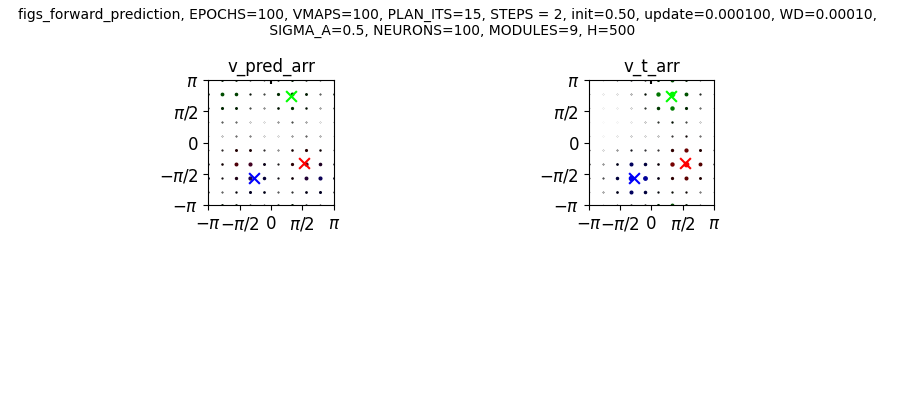 figs_forward_prediction, EPOCHS=100, VMAPS=100, PLAN_ITS=15, STEPS = 2, init=0.50, update=0.000100, WD=0.00010,
SIGMA_A=0.5, NEURONS=100, MODULES=9, H=500
v_pred_arr
π
π/2
0
−π/2
−π
−π −π/2 0 π/2 π
v_t_arr
π
π/2
0
−π/2
−π
−π −π/2 0 π/2 π